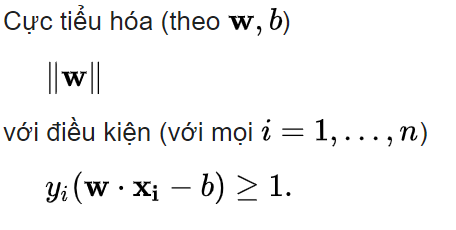 Cực tiểu hóa (theo w, b)
||w||
với điều kiện (với mọi i = 1, . . . , n)
yᵢ(w · xᵢ − b) ≥ 1.